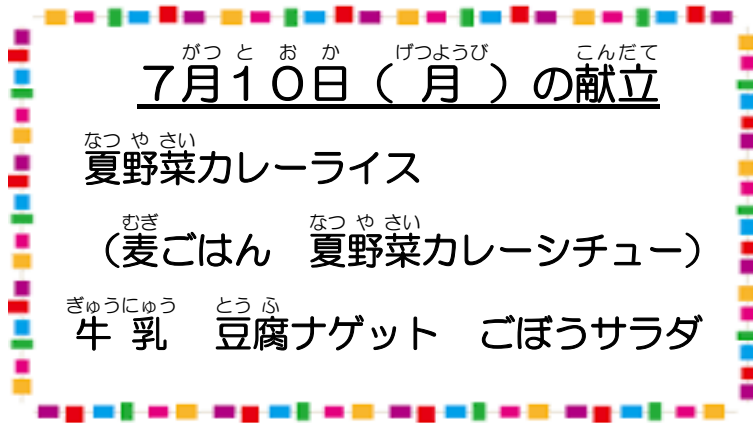 がつ と お か げつようび こんだて
７月１０日（ 月 ）の献立
なつ や さい
夏野菜カレーライス
むぎ なつ や さい
（麦ごはん 夏野菜カレーシチュー）
ぎゅうにゅう とう ふ
牛 乳 豆腐ナゲット ごぼうサラダ